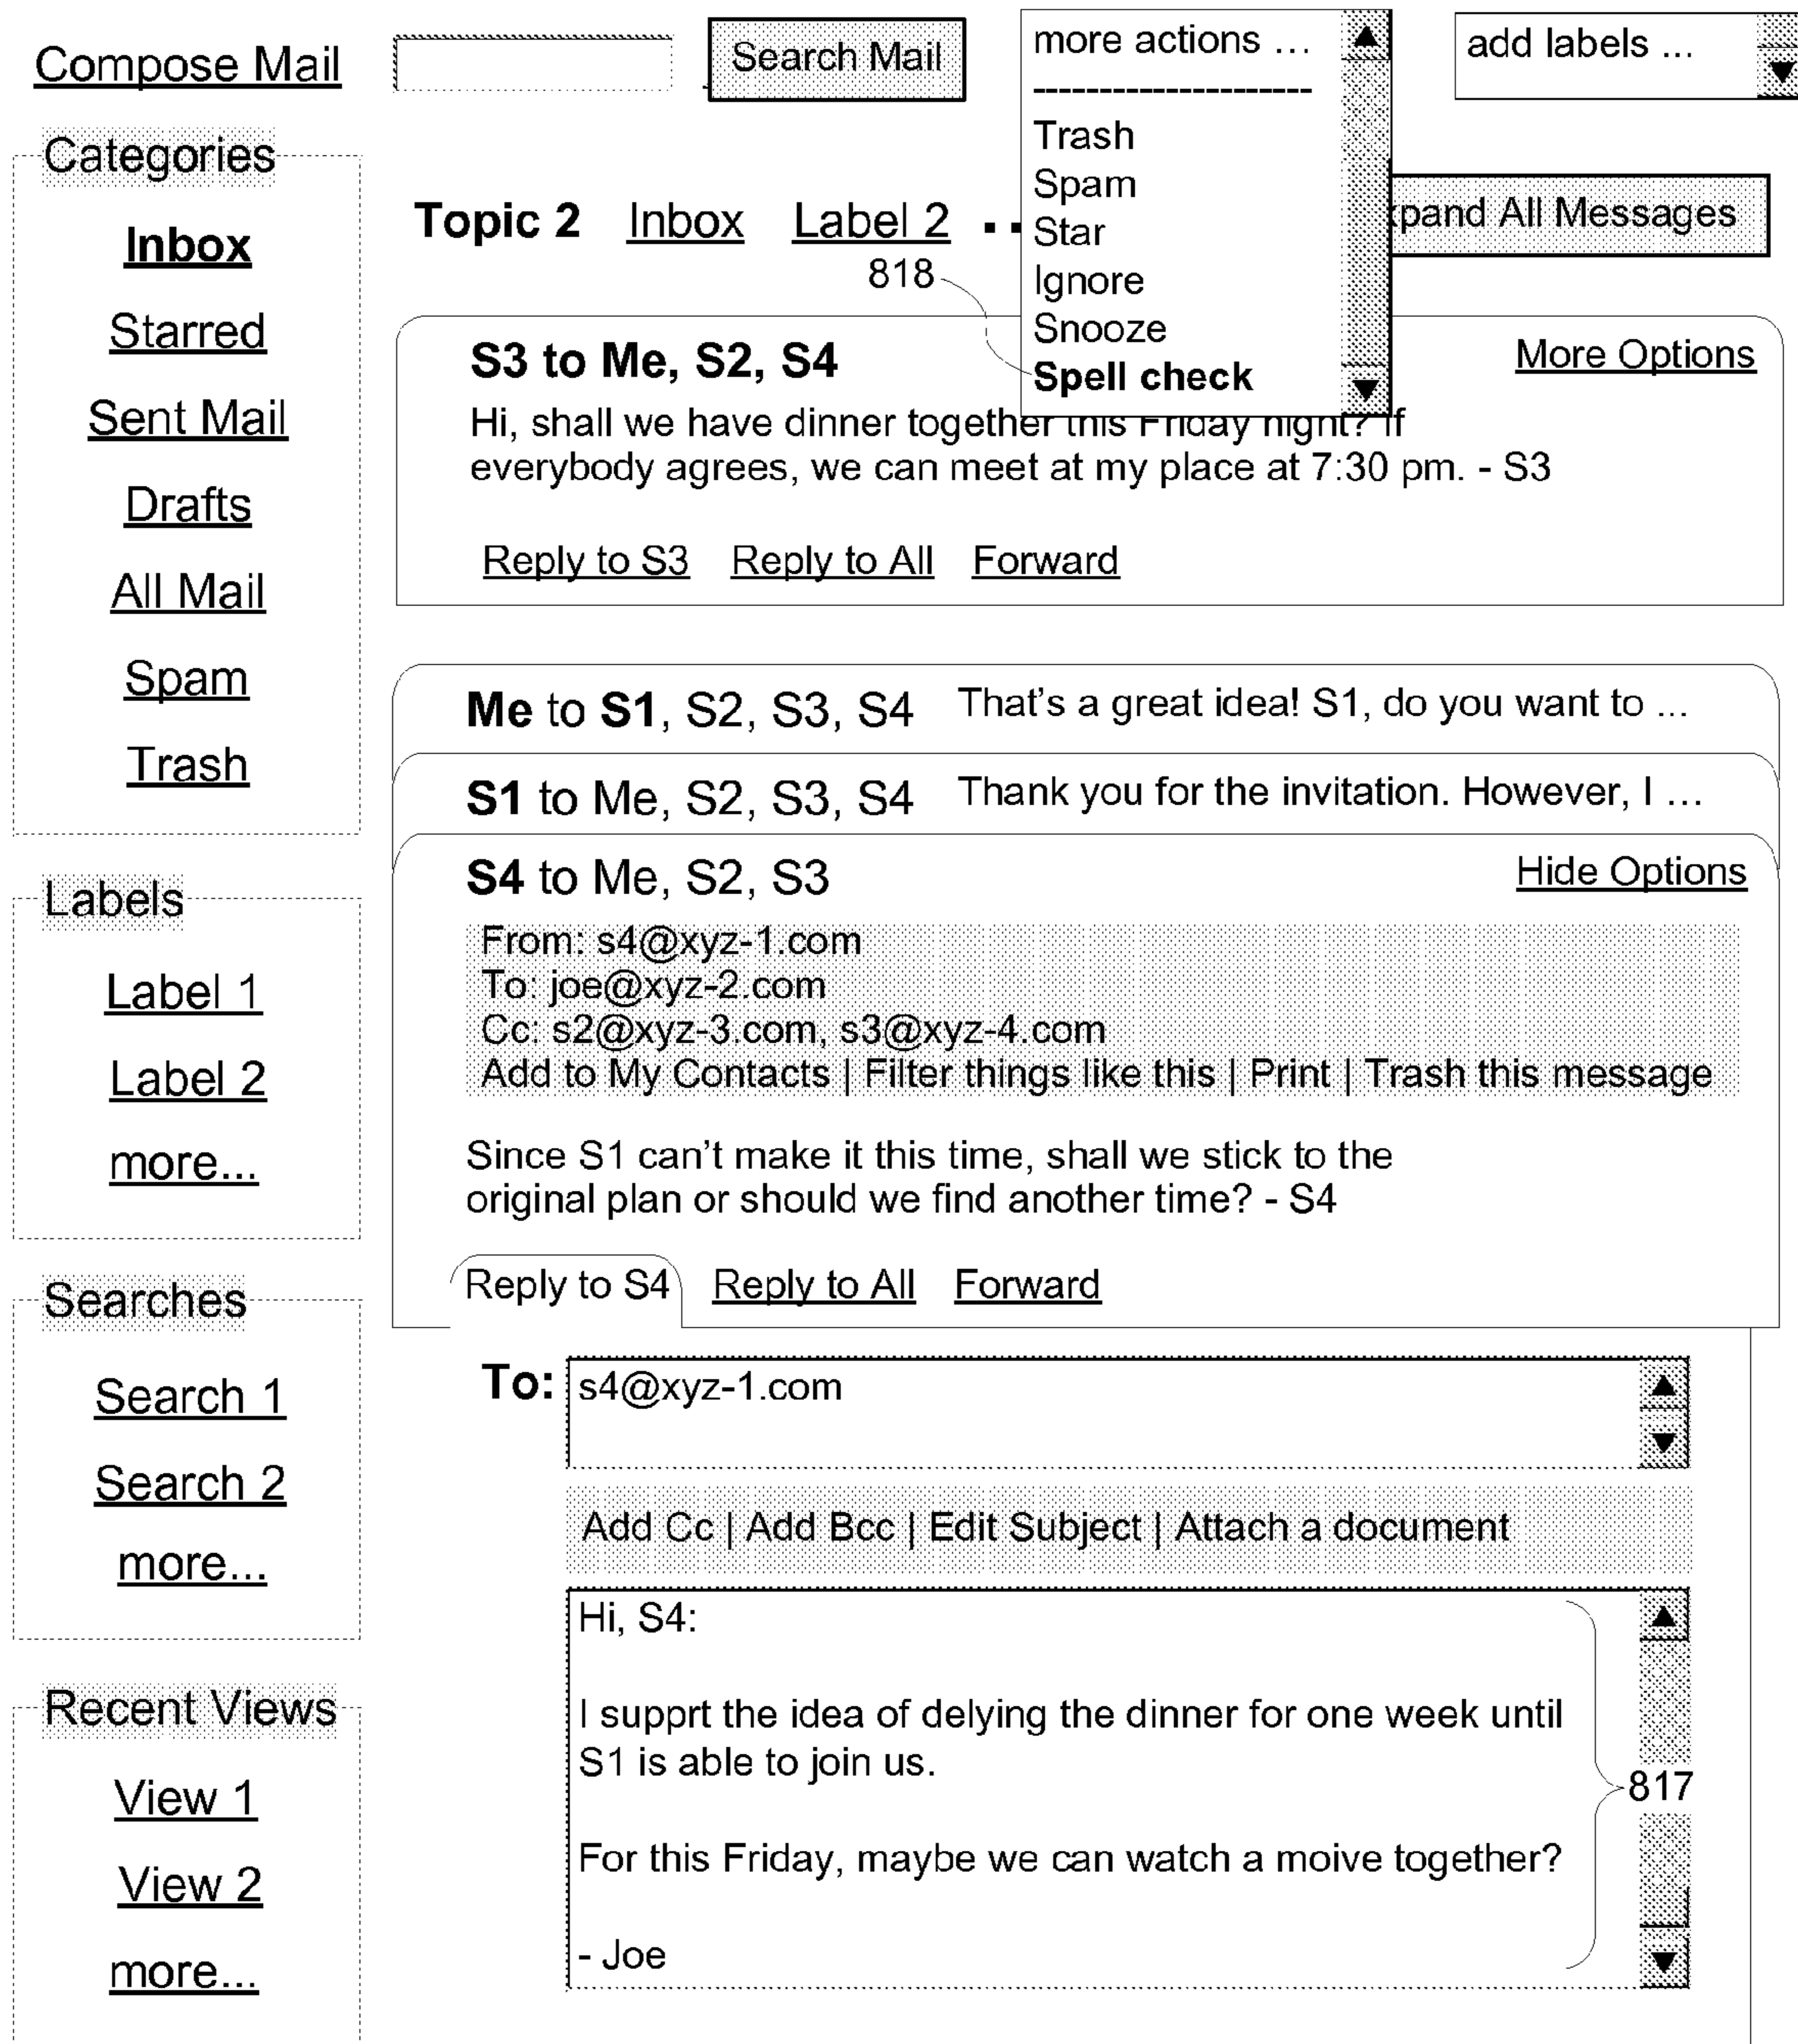 Compose Mail
Search Mail
more actions ...
--------------------
Trash
Spam
Star
Ignore
Snooze
Spell check
add labels ...
Categories
Inbox
Starred
Sent Mail
Drafts
All Mail
Spam
Trash
Labels
Label 1
Label 2
more...
Searches
Search 1
Search 2
more...
Recent Views
View 1
View 2
more...
Topic 2 Inbox Label 2 ..
xpand All Messages
818
S3 to Me, S2, S4 More Options
Hi, shall we have dinner together this Friday night? If
everybody agrees, we can meet at my place at 7:30 pm. - S3
Reply to S3 Reply to All Forward
Me to S1, S2, S3, S4 That's a great idea! S1, do you want to ...
S1 to Me, S2, S3, S4 Thank you for the invitation. However, I ...
S4 to Me, S2, S3 Hide Options
From: s4@xyz-1.com
To: joe@xyz-2.com
Cc: s2@xyz-3.com, s3@xyz-4.com
Add to My Contacts | Filter things like this | Print | Trash this message
Since S1 can't make it this time, shall we stick to the
original plan or should we find another time? - S4
Reply to S4 Reply to All Forward
To: s4@xyz-1.com
Add Cc | Add Bcc | Edit Subject | Attach a document
Hi, S4:
I supprt the idea of delying the dinner for one week until
S1 is able to join us.
817
For this Friday, maybe we can watch a moive together?
- Joe